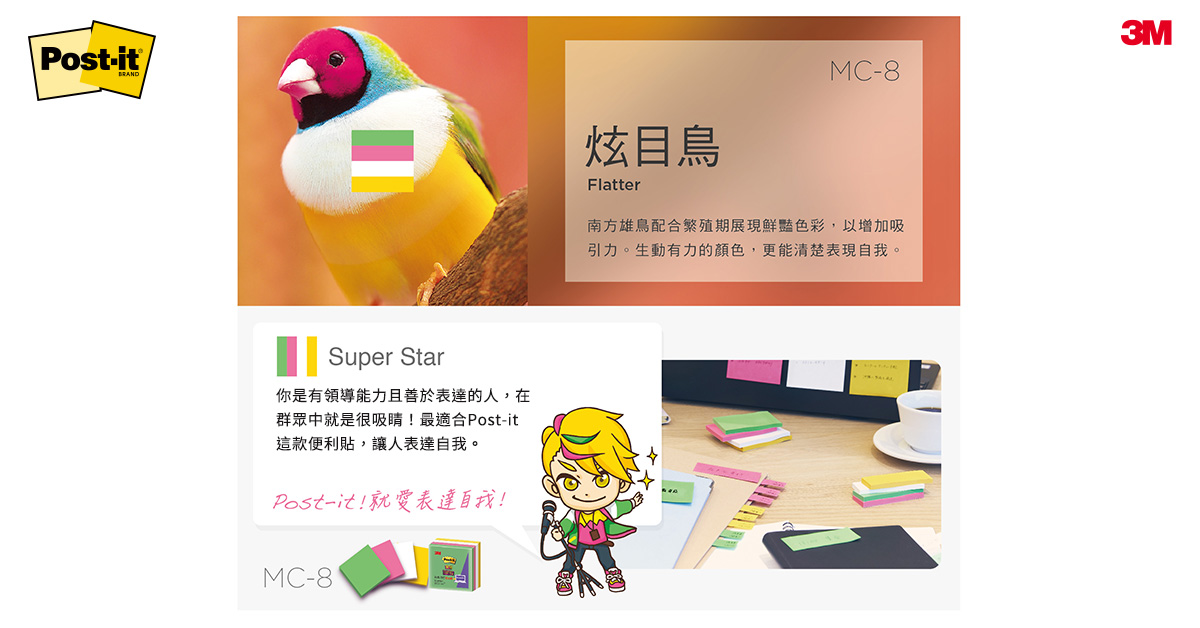 Post-it
BRAND
3M
MC-8
炫目鳥
Flatter
南方雄鳥配合繁殖期展現鮮豔色彩，以增加吸
引力。生動有力的顏色，更能清楚表現自我。
Super Star
你是有領導能力且善於表達的人，在
群眾中就是很吸睛！最適合Post-it
這款便利貼，讓人表達自我。
Post-it！就愛表達自我！
MC-8
Post-it